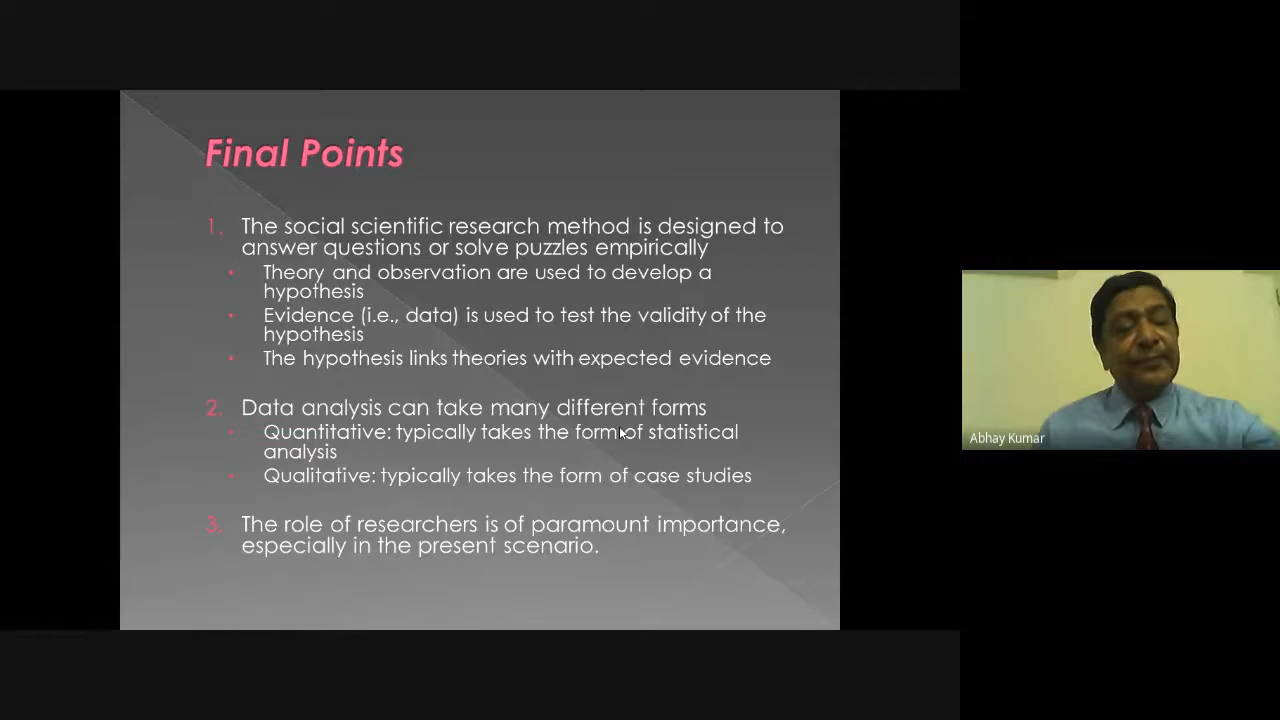 Final Points
1. The social scientific research method is designed to
answer questions or solve puzzles empirically
• Theory and observation are used to develop a
hypothesis
• Evidence (i.e., data) is used to test the validity of the
hypothesis
• The hypothesis links theories with expected evidence
2. Data analysis can take many different forms
• Quantitative: typically takes the form of statistical
analysis
• Qualitative: typically takes the form of case studies
3. The role of researchers is of paramount importance,
especially in the present scenario.
Abhay Kumar